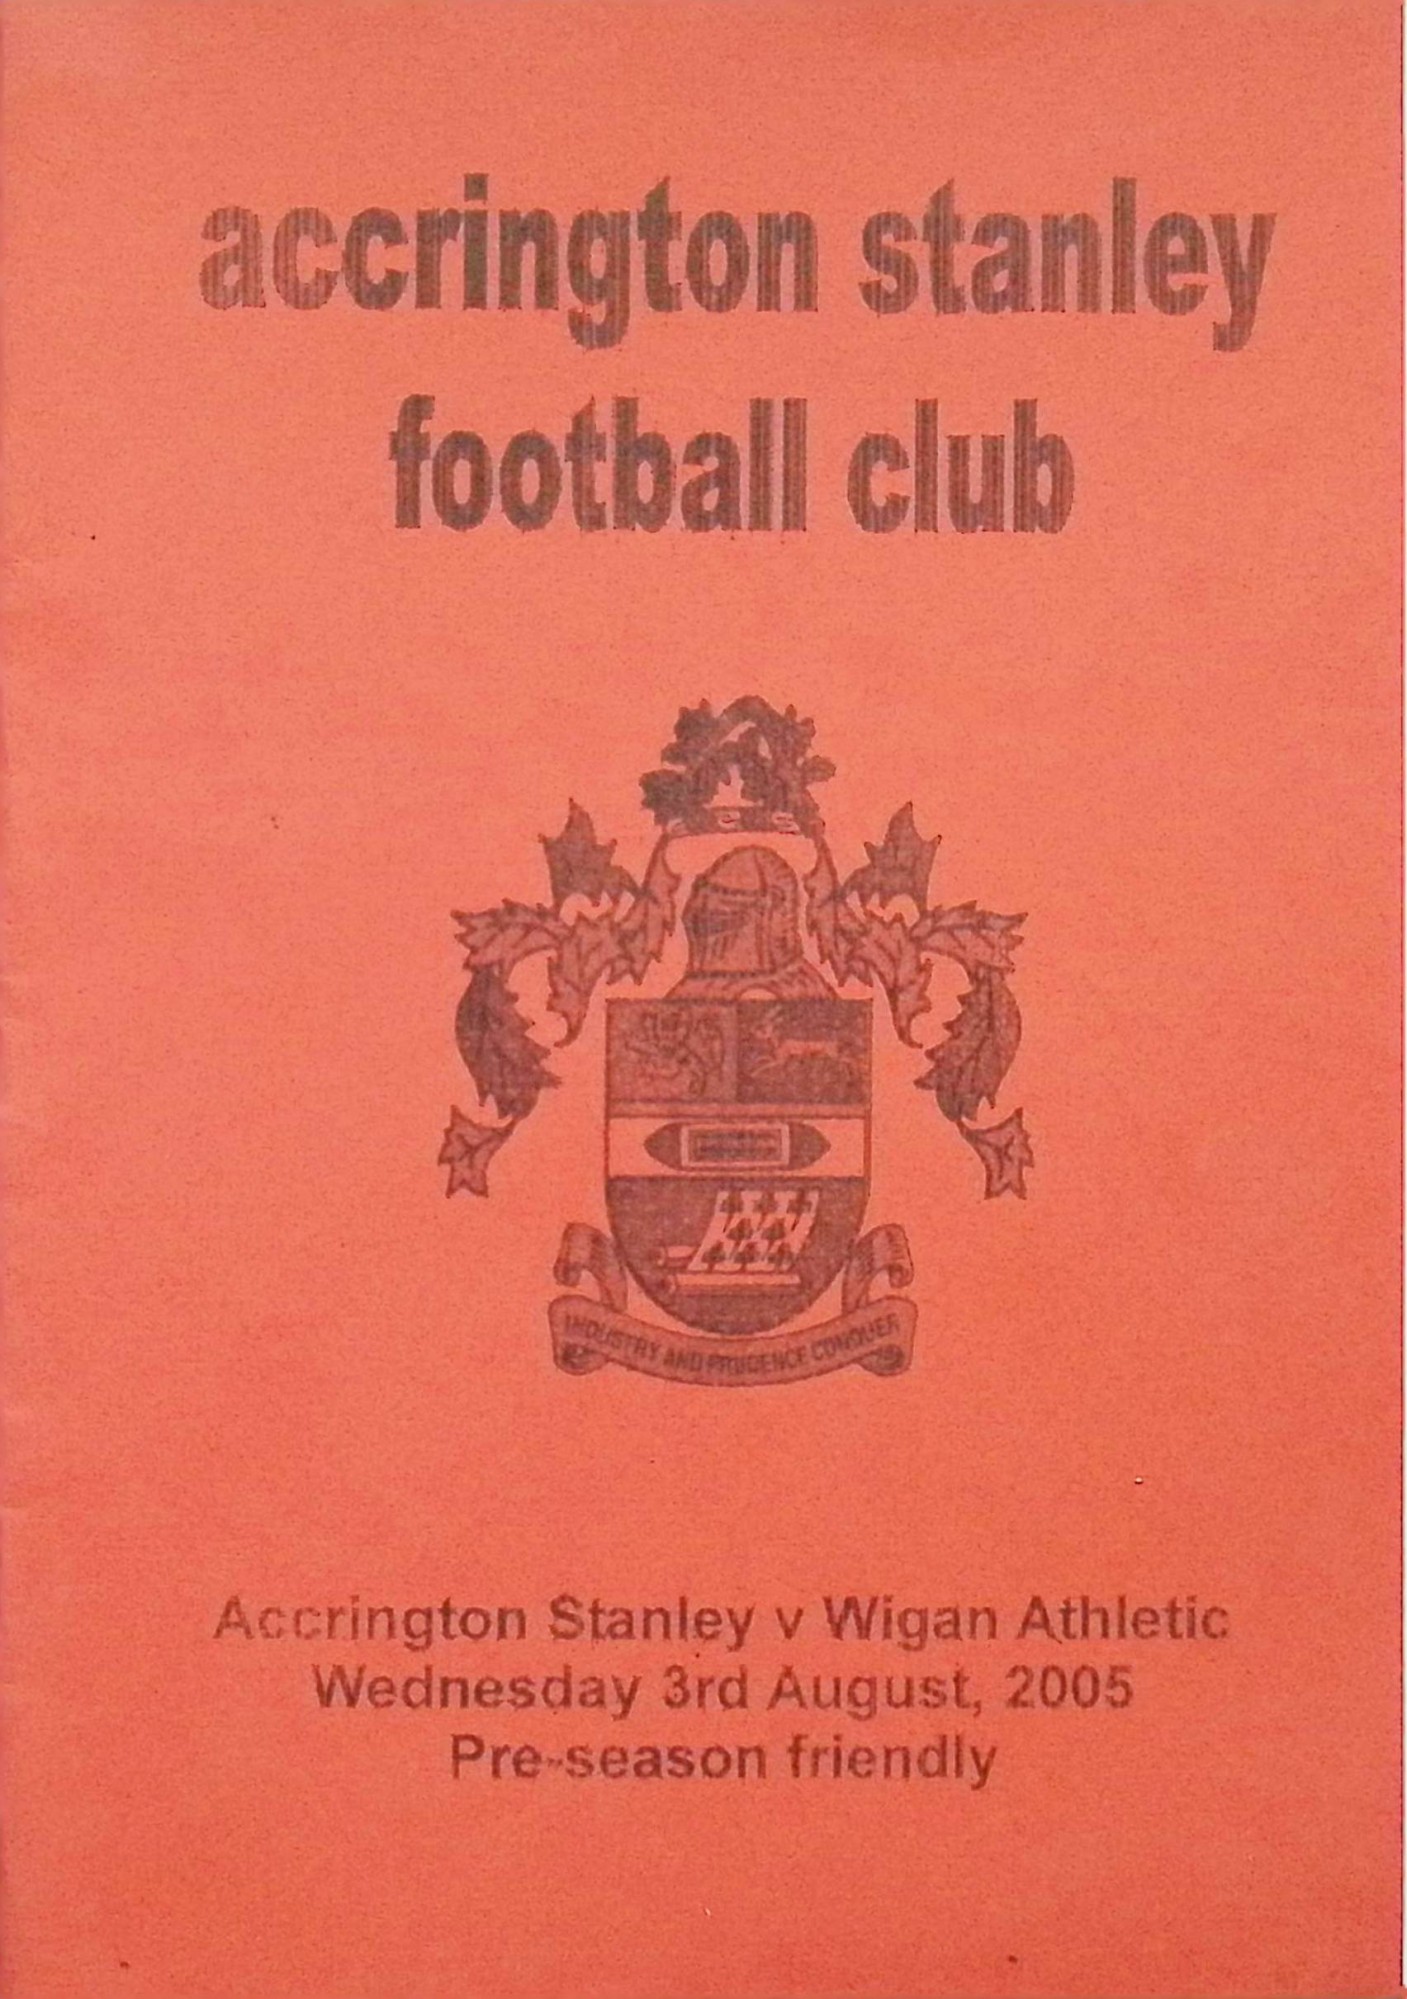 accrington stanley
football club
INDUSTRY AND PRUDENCE CONQUER
Accrington Stanley v Wigan Athletic
Wednesday 3rd August, 2005
Pre-season friendly